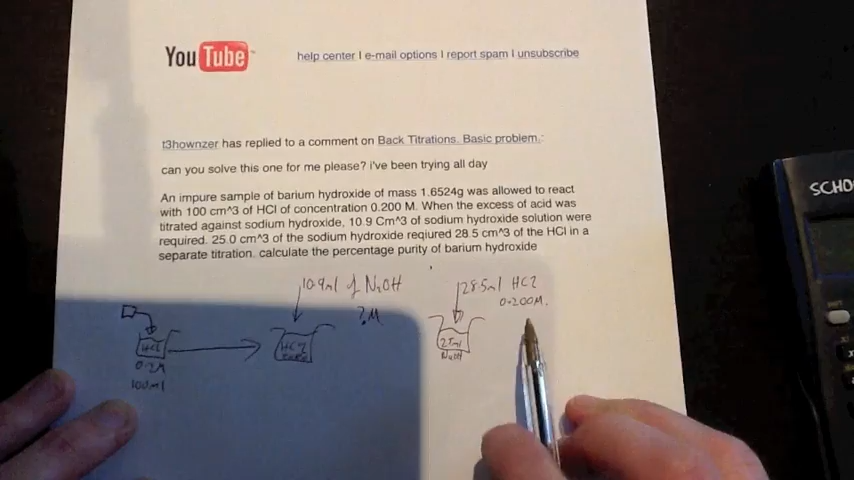 YouTube
help center | e-mail options | report spam | unsubscribe
t3hownzer has replied to a comment on Back Titrations. Basic problem.:
can you solve this one for me please? i've been trying all day
An impure sample of barium hydroxide of mass 1.6524g was allowed to react
with 100 cm^3 of HCl of concentration 0.200 M. When the excess of acid was
titrated against sodium hydroxide, 10.9 Cm^3 of sodium hydroxide solution were
required. 25.0 cm^3 of the sodium hydroxide reqiured 28.5 cm^3 of the HCl in a
separate titration. calculate the percentage purity of barium hydroxide
10.9ml of NaOH
?M
28.5ml HCl
0.200M.
HCl
0.2M
100ml
HCl
25ml
NaOH
SCHO